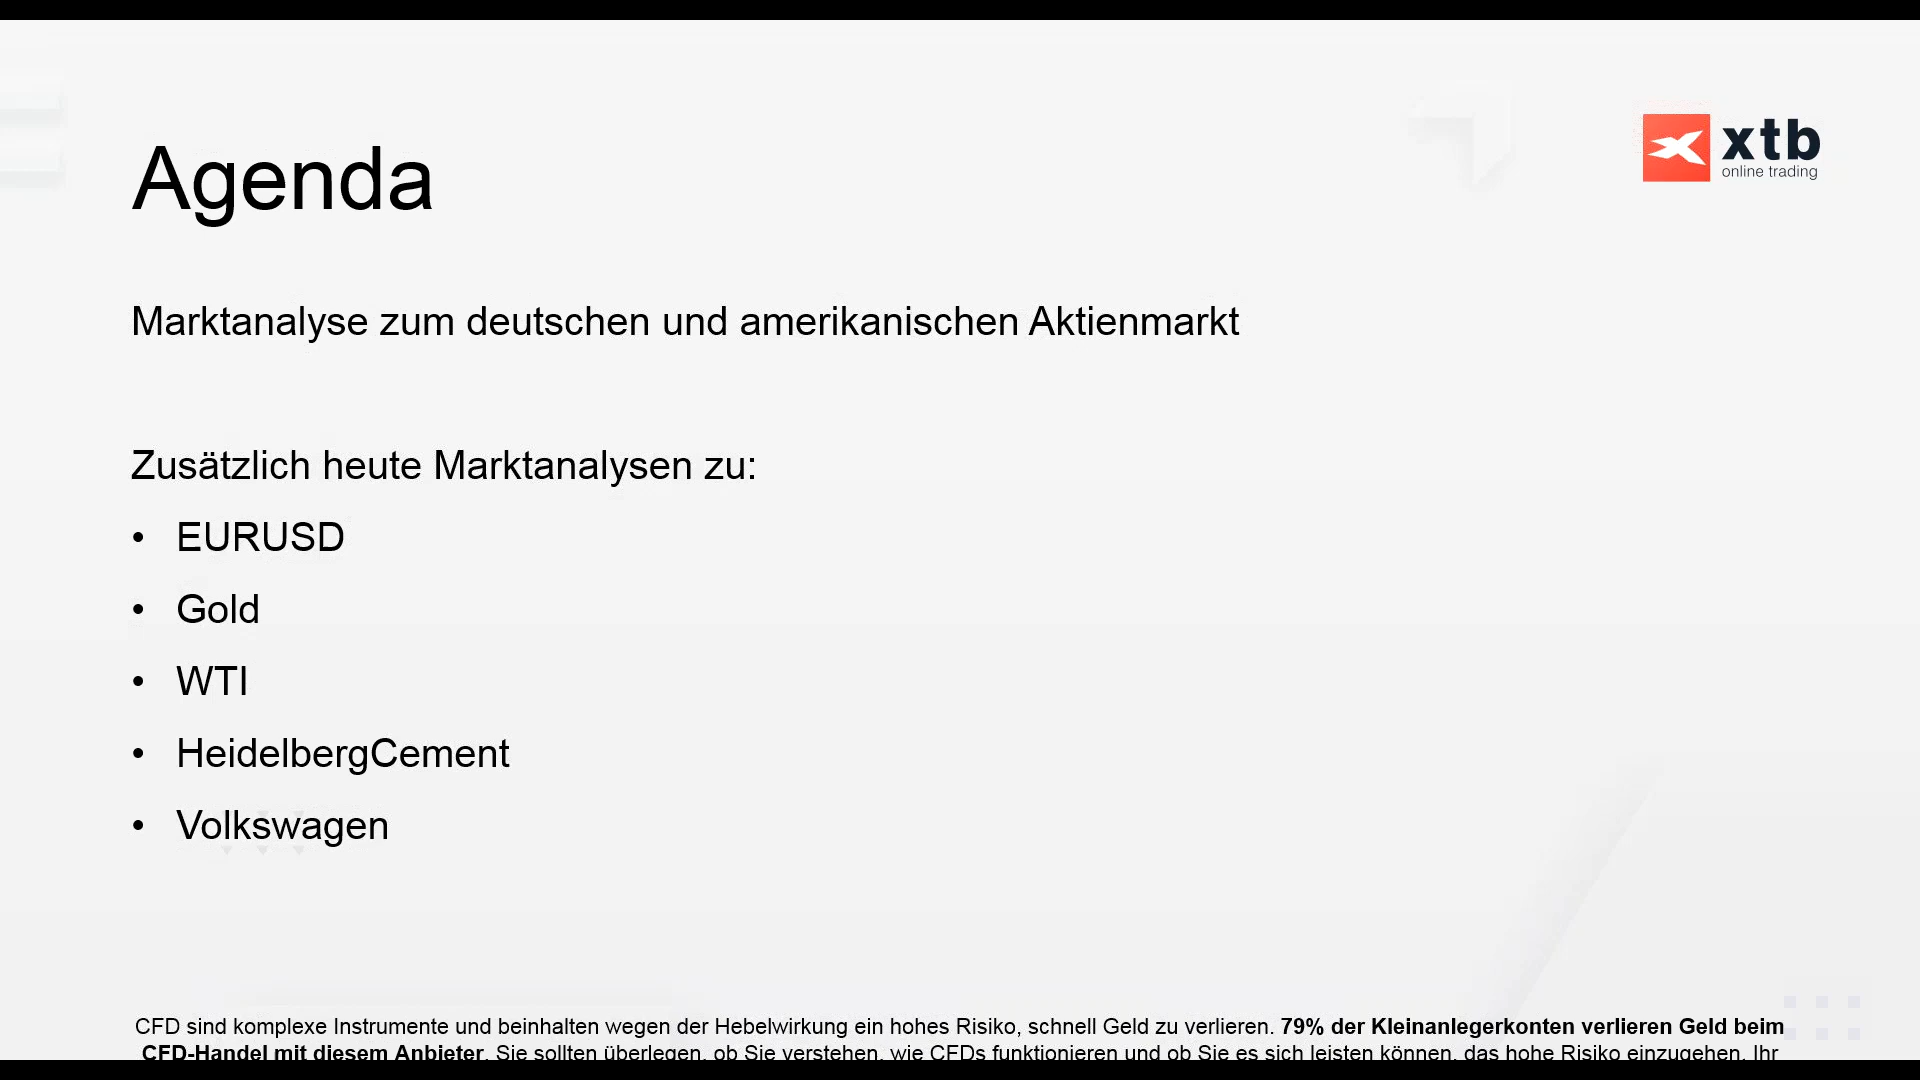 xtb
online trading
Agenda
Marktanalyse zum deutschen und amerikanischen Aktienmarkt
Zusätzlich heute Marktanalysen zu:
• EURUSD
• Gold
• WTI
• HeidelbergCement
• Volkswagen
CFD sind komplexe Instrumente und beinhalten wegen der Hebelwirkung ein hohes Risiko, schnell Geld zu verlieren. 79% der Kleinanlegerkonten verlieren Geld beim
CFD-Handel mit diesem Anbieter. Sie sollten überlegen, ob Sie verstehen, wie CFDs funktionieren und ob Sie es sich leisten können, das hohe Risiko einzugehen. Ihr